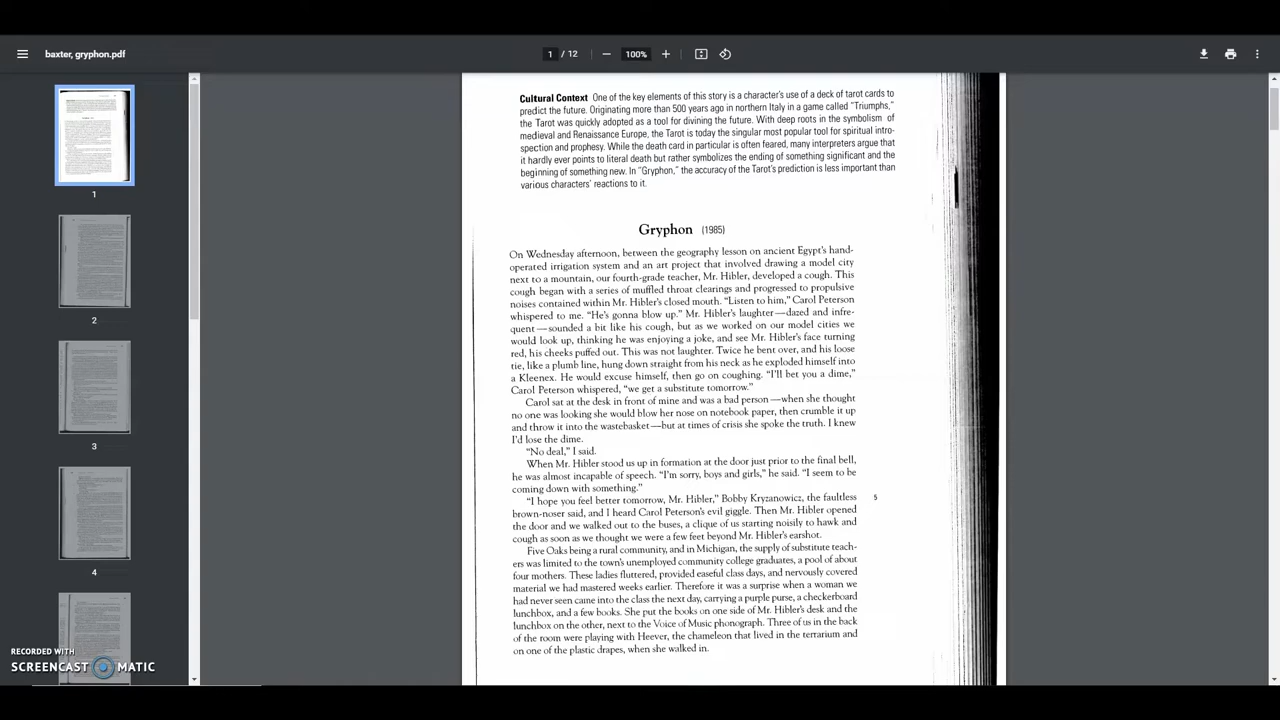 baxter, gryphon.pdf
1 / 12
100%
Cultural Context One of the key elements of this story is a character's use of a deck of tarot cards to
predict the future. Originating more than 500 years ago in northern Italy in a game called "Triumphs,"
the Tarot was quickly adopted as a tool for divining the future. With deep roots in the symbolism of
medieval and Renaissance Europe, the Tarot is today the singular most popular tool for spiritual intro-
spection and prophesy. While the death card in particular is often feared, many interpreters argue that
it hardly ever points to literal death but rather symbolizes the ending of something significant and the
beginning of something new. In "Gryphon," the accuracy of the Tarot's prediction is less important than
various characters' reactions to it.
Gryphon (1985)
On Wednesday afternoon, between the geography lesson on ancient Egypt's hand-
operated irrigation system and an art project that involved drawing a model city
next to a mountain, our fourth-grade teacher, Mr. Hibler, developed a cough. This
cough began with a series of muffled throat clearings and progressed to propulsive
noises contained within Mr. Hibler's closed mouth. "Listen to him," Carol Peterson
whispered to me. "He's gonna blow up." Mr. Hibler's laughter—dazed and infre-
quent—sounded a bit like his cough, but as we worked on our model cities we
would look up, thinking he was enjoying a joke, and see Mr. Hibler's face turning
red, his cheeks puffed out. This was not laughter. Twice he bent over, and his loose
tie, like a plumb line, hung down straight from his neck as he exploded himself into
a Kleenex. He would excuse himself, then go on coughing. "I'll bet you a dime,"
Carol Peterson whispered, "we get a substitute tomorrow."
Carol sat at the desk in front of mine and was a bad person—when she thought
no one was looking she would blow her nose on notebook paper, then crumble it up
and throw it into the wastebasket—but at times of crisis she spoke the truth. I knew
I'd lose the dime.
"No deal," I said.
When Mr. Hibler stood us up in formation at the door just prior to the final bell,
he was almost incapable of speech. "I'm sorry, boys and girls," he said. "I seem to be
coming down with something."
"I hope you feel better tomorrow, Mr. Hibler," Bobby Kryzanowicz, the faultless 5
brown-noser said, and I heard Carol Peterson's evil giggle. Then Mr. Hibler opened
the door and we walked out to the buses, a clique of us starting noisily to hawk and
cough as soon as we thought we were a few feet beyond Mr. Hibler's earshot.
Five Oaks being a rural community, and in Michigan, the supply of substitute teach-
ers was limited to the town's unemployed community college graduates, a pool of about
four mothers. These ladies fluttered, provided easeful class days, and nervously covered
material we had mastered weeks earlier. Therefore it was a surprise when a woman we
had never seen came into the class the next day, carrying a purple purse, a checkerboard
lunchbox, and a few books. She put the books on one side of Mr. Hibler's desk and the
lunchbox on the other, next to the Voice of Music phonograph. Three of us in the back
of the room were playing with Heever, the chameleon that lived in the terrarium and
on one of the plastic drapes, when she walked in.
1
2
3
4
RECORDED WITH
SCREENCAST MATIC